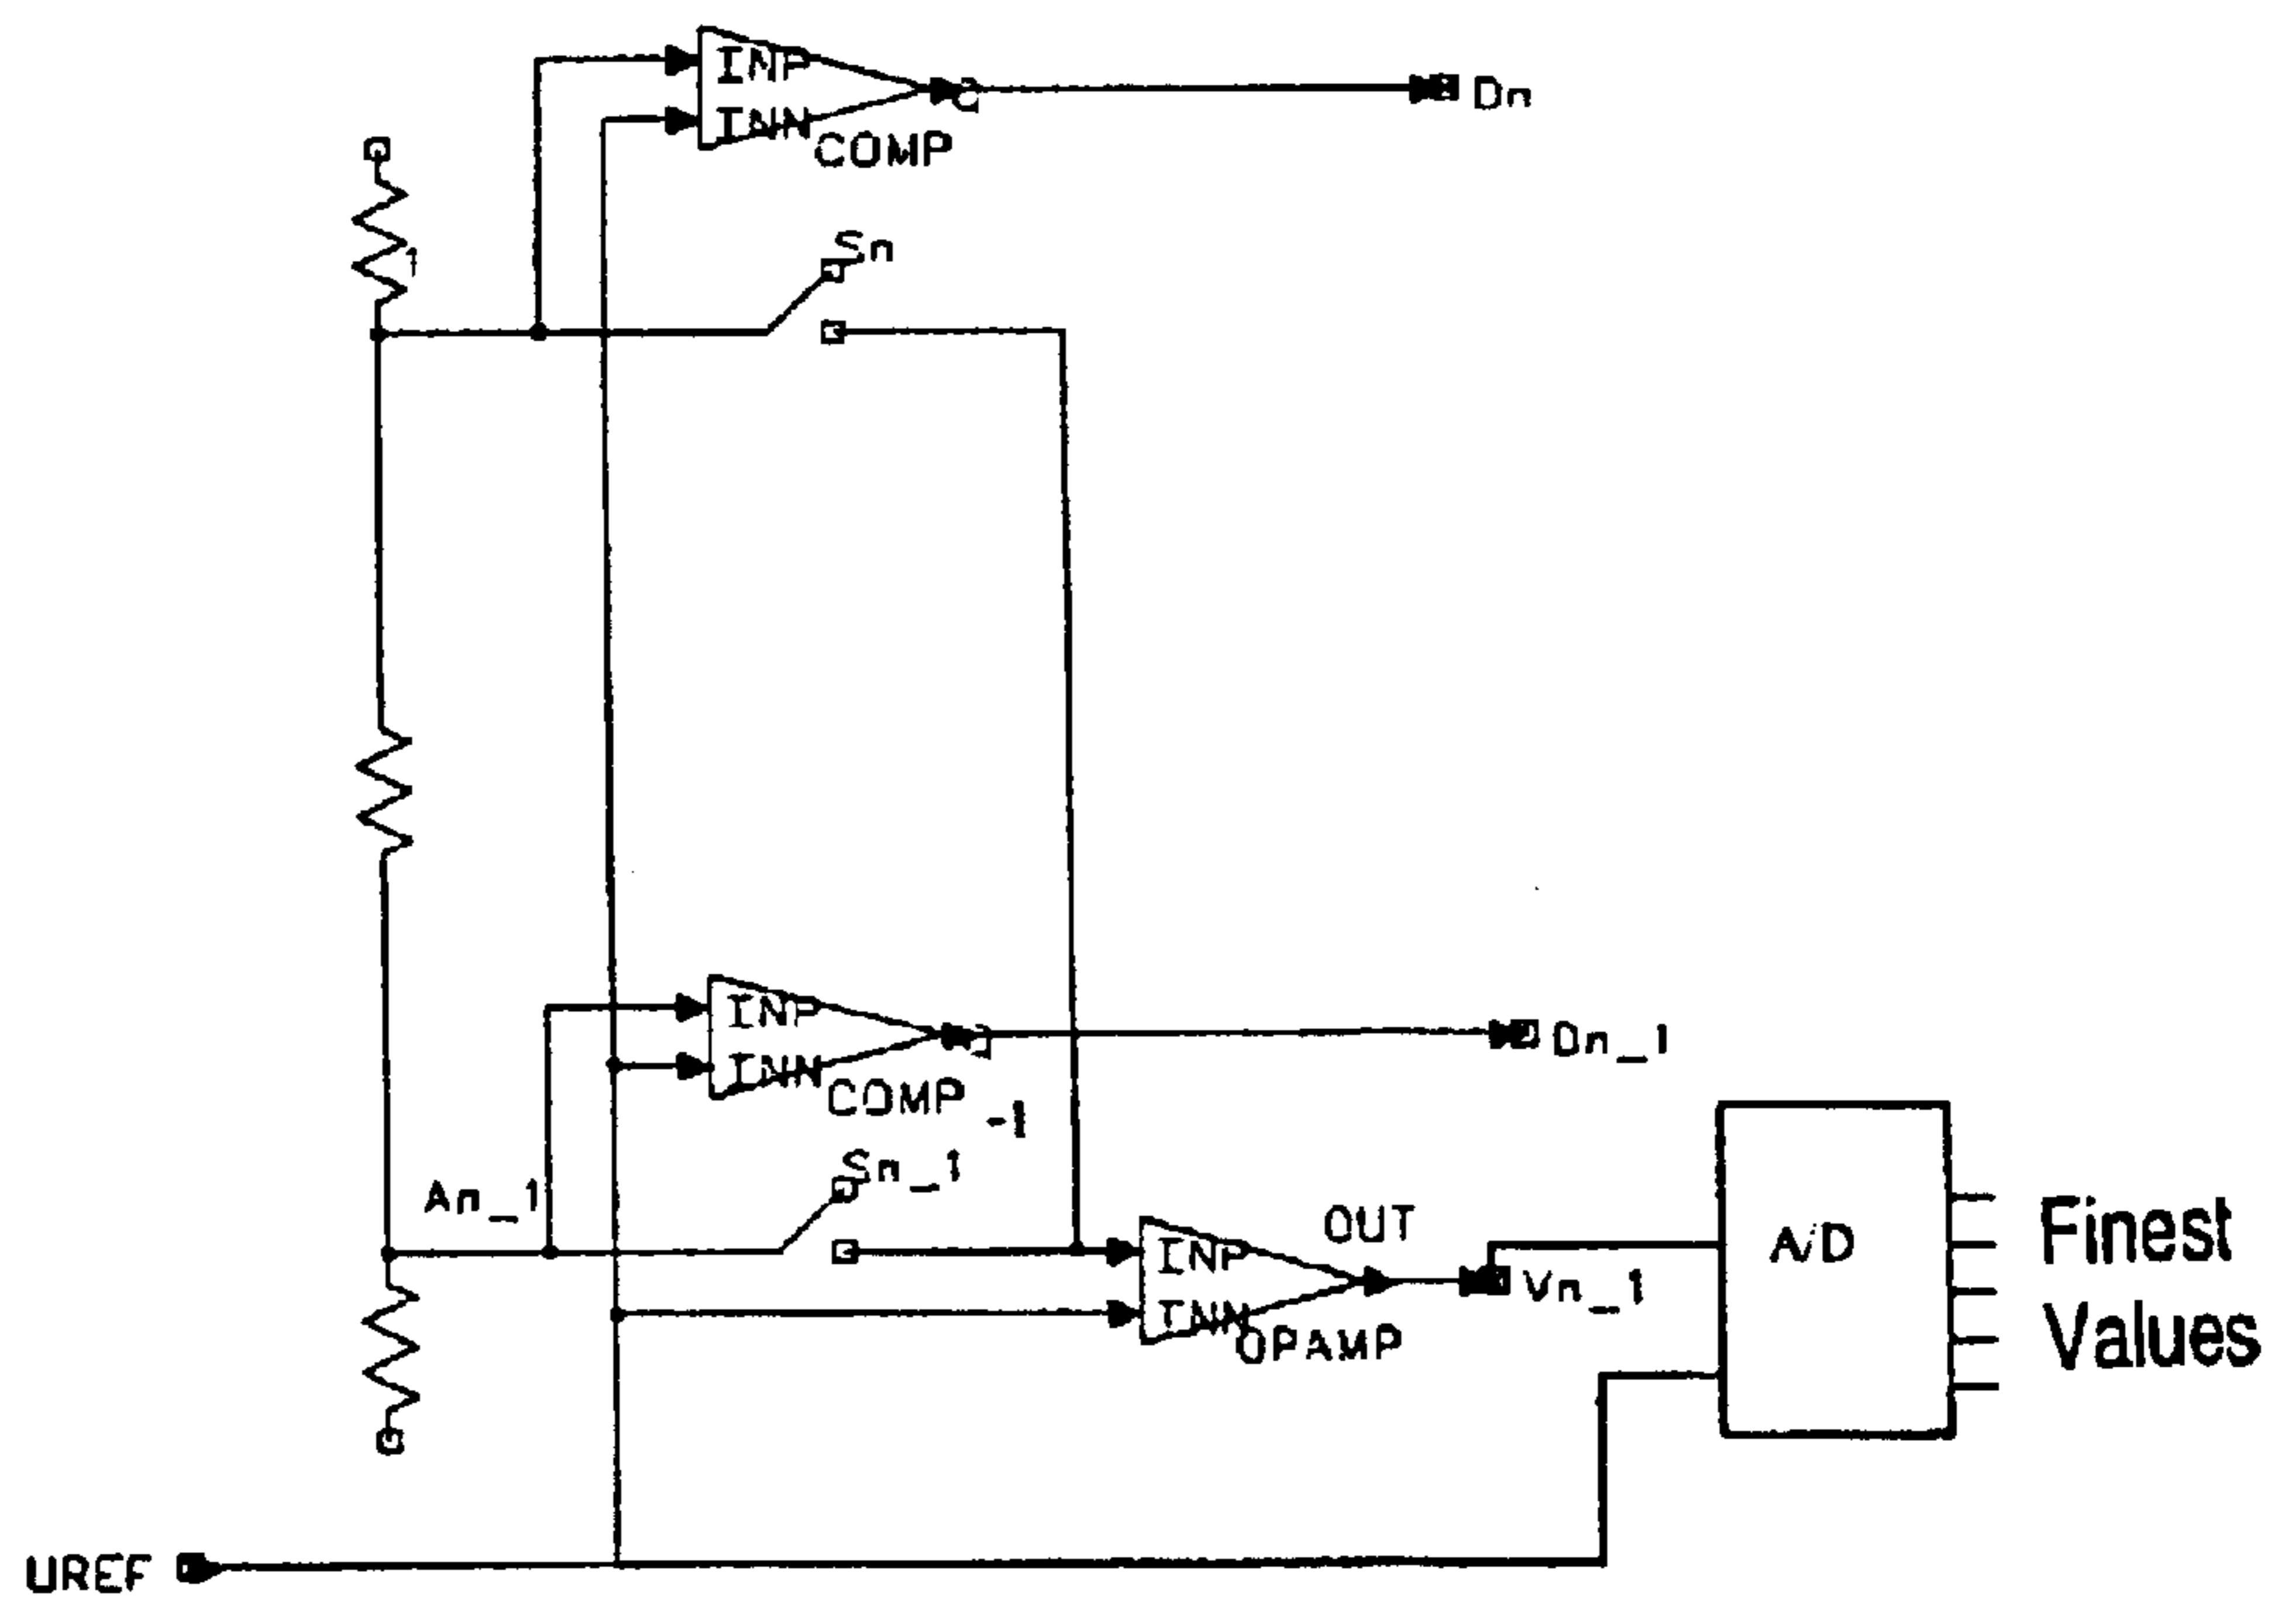 INP
INN
COMP
Dn
Sn
1
INP
INN
COMP
-1
Dn_1
An_1
Sn_1
INP
INN
OPAMP
OUT
Vn_1
A/D
Finest
Values
UREF